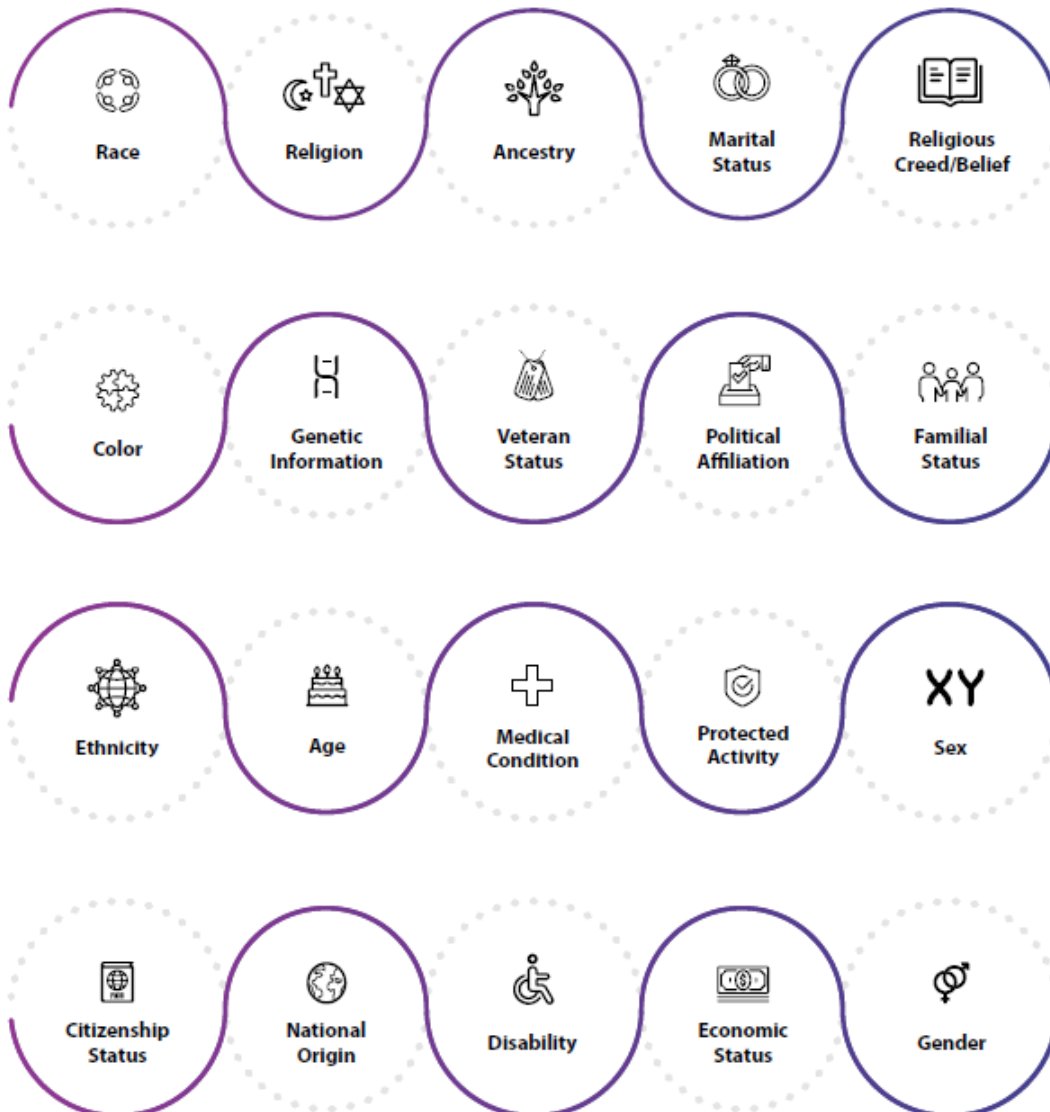 Race
Religion
Ancestry
Marital
Status
Religious
Creed/Belief
Color
Genetic
Information
Veteran
Status
Political
Affiliation
Familial
Status
Ethnicity
Age
Medical
Condition
Protected
Activity
XY
Sex
Citizenship
Status
National
Origin
Disability
Economic
Status
Gender